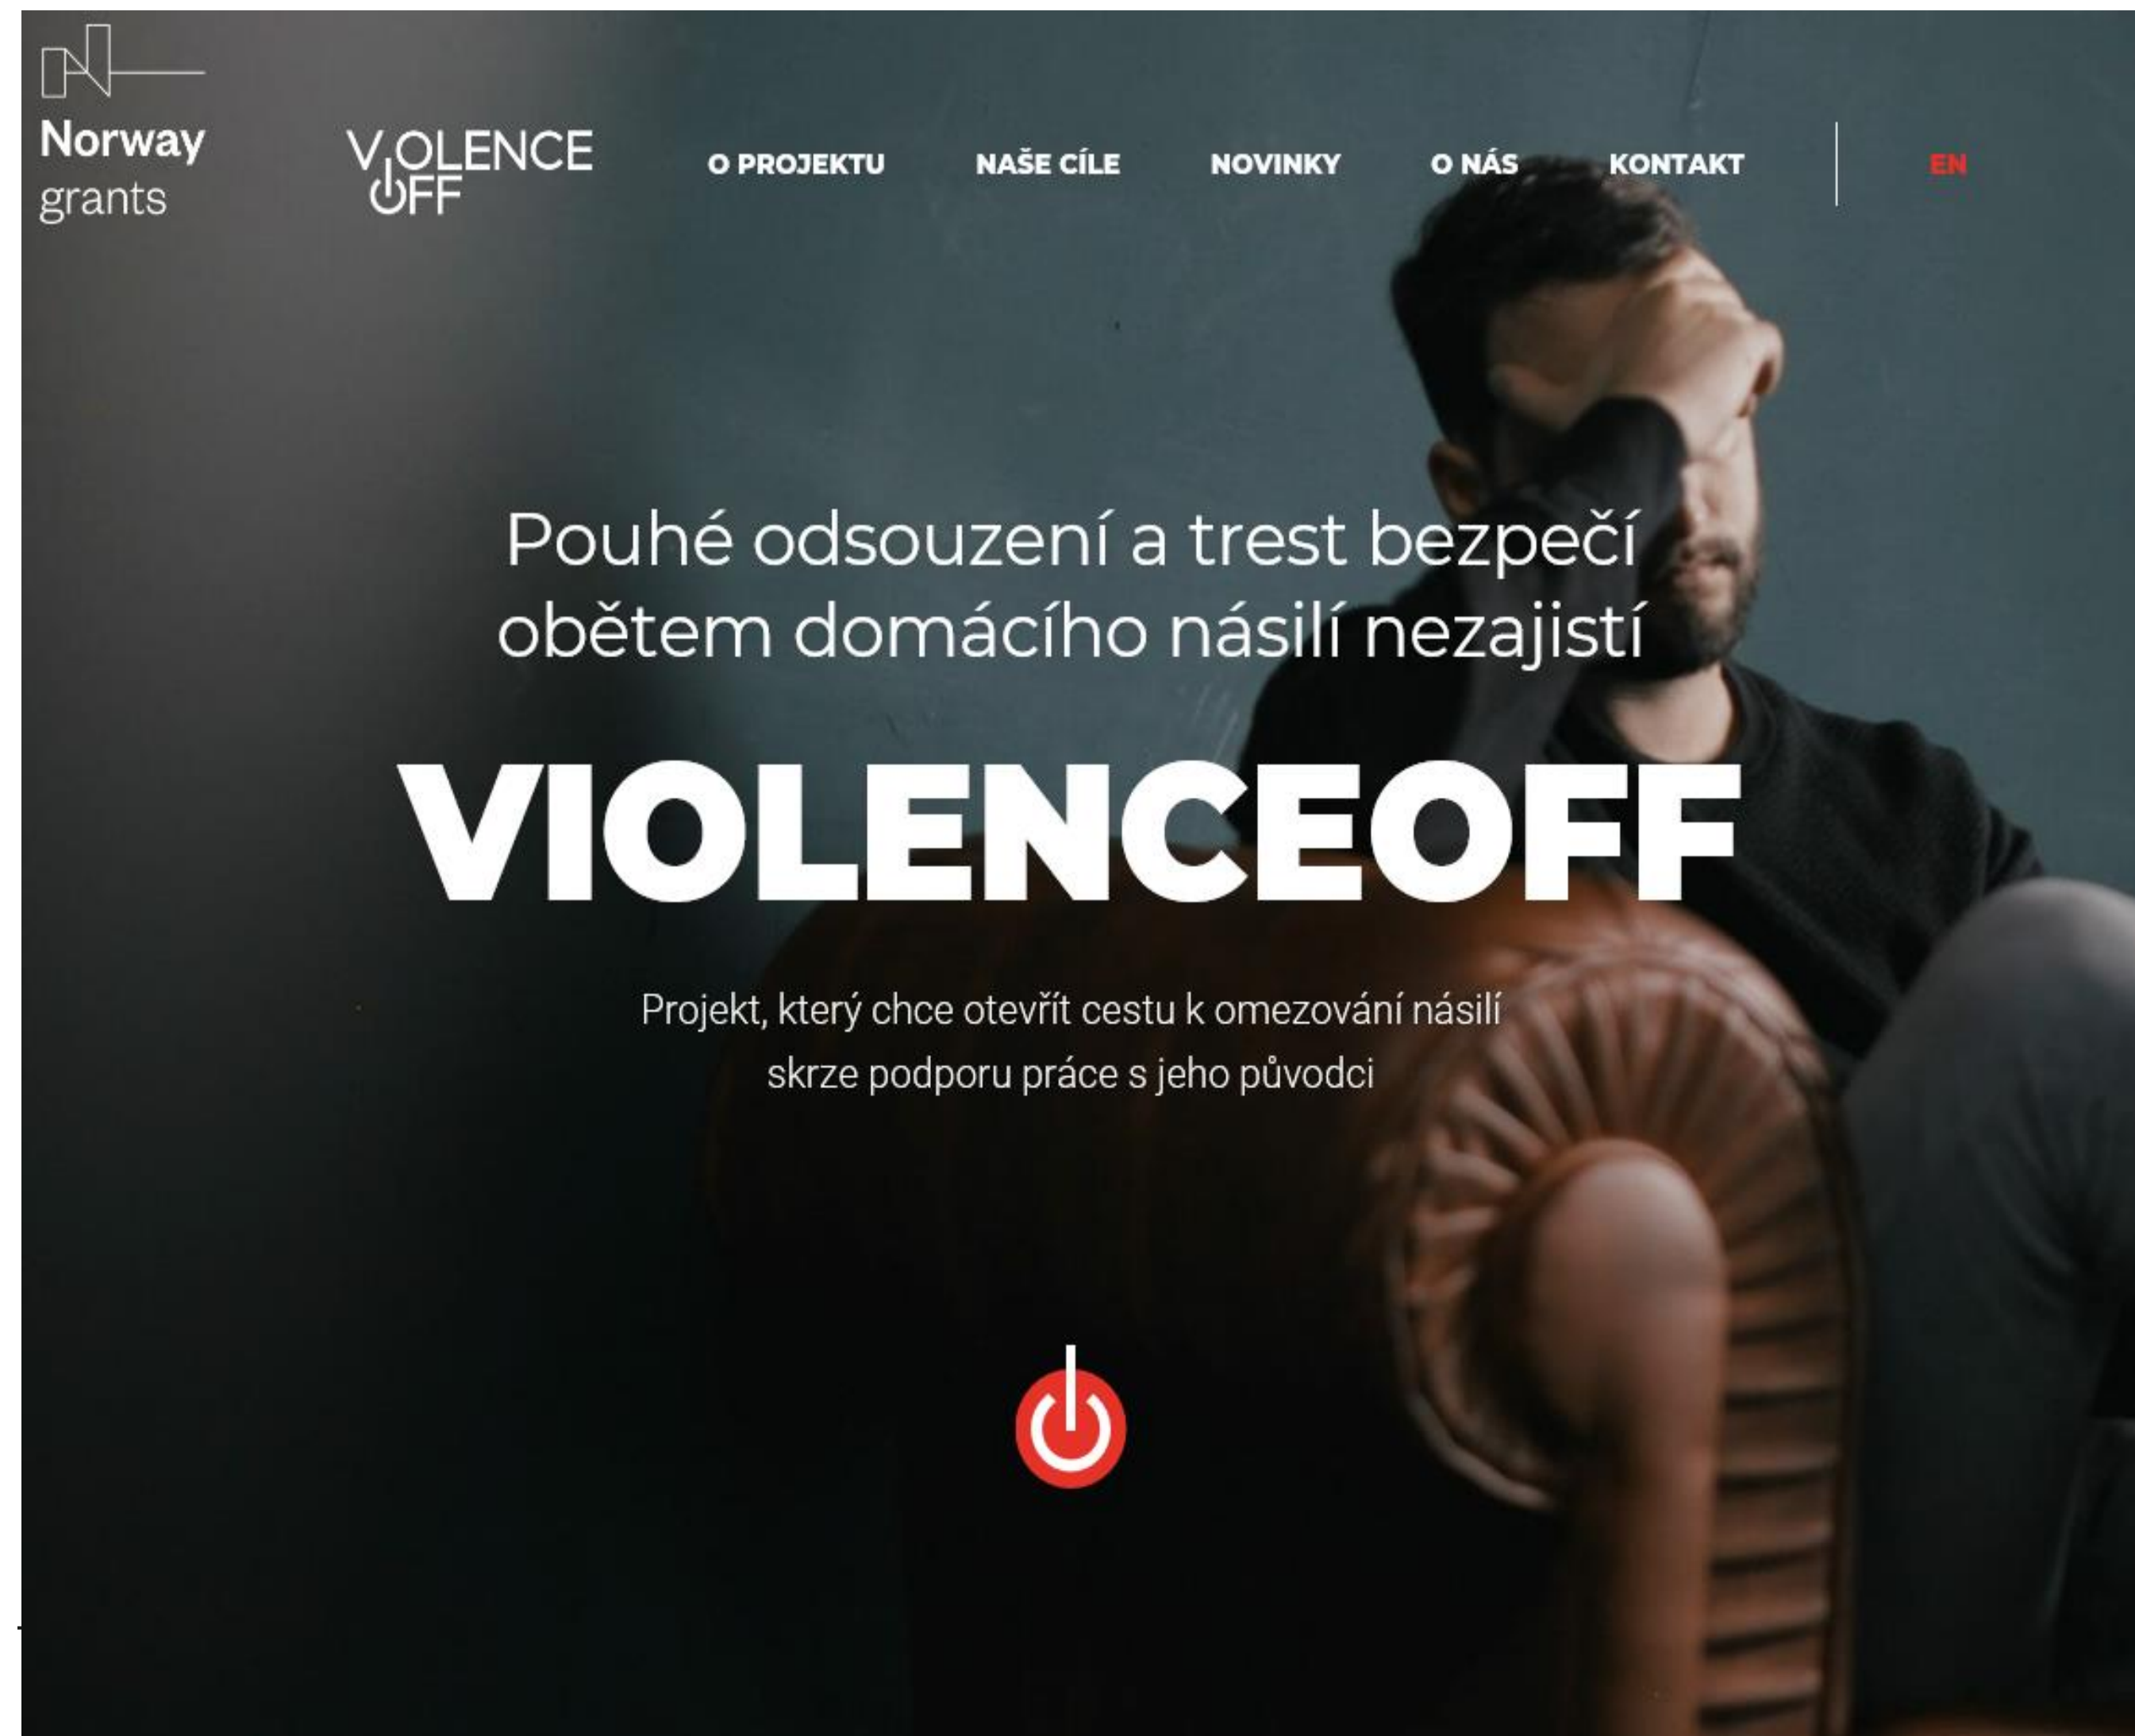 Norway
grants
VIOLENCE
OFF
O PROJEKTU
NAŠE CÍLE
NOVINKY
O NÁS
KONTAKT
EN
Pouhé odsouzení a trest bezpečí
obětem domácího násilí nezajistí
VIOLENCEOFF
Projekt, který chce otevřít cestu k omezování násilí
skrze podporu práce s jeho původci